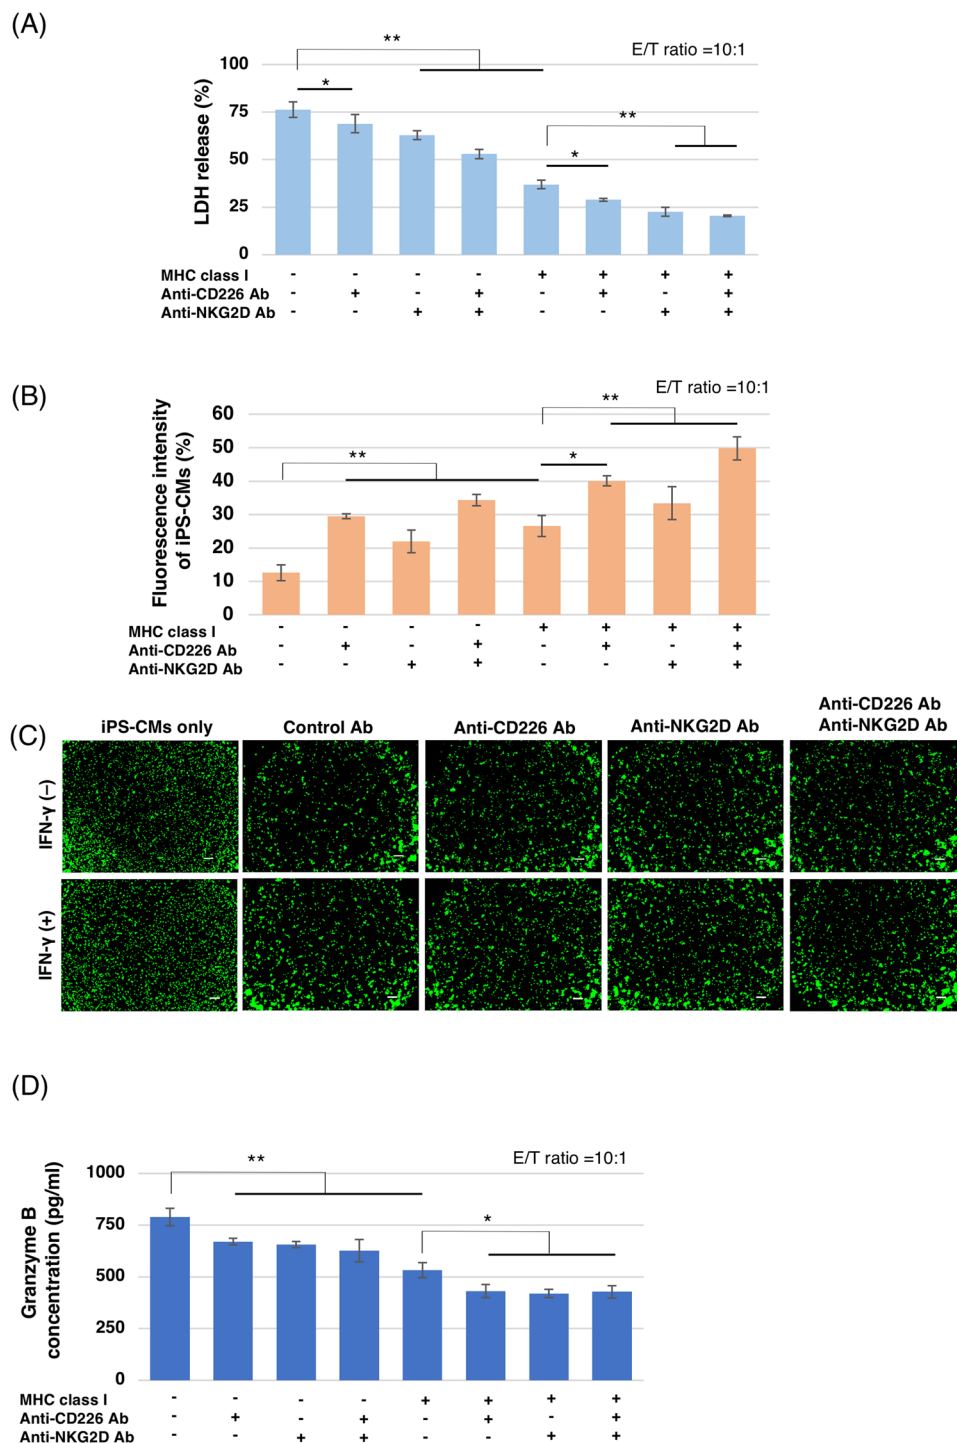 (A)
E/T ratio =10:1
**
*
**
*
LDH release (%)
100
75
50
25
0
MHC class I - - - - + + + +
Anti-CD226 Ab - + - + - + - +
Anti-NKG2D Ab - - + + - - + +
(B)
E/T ratio =10:1
**
**
*
Fluorescence intensity
of iPS-CMs (%)
60
50
40
30
20
10
0
MHC class I - - - - + + + +
Anti-CD226 Ab - + - + - + - +
Anti-NKG2D Ab - - + + - - + +
(C)
iPS-CMs only
Control Ab
Anti-CD226 Ab
Anti-NKG2D Ab
Anti-CD226 Ab
Anti-NKG2D Ab
IFN-γ (–)
IFN-γ (+)
(D)
E/T ratio =10:1
**
*
Granzyme B
concentration (pg/ml)
1000
750
500
250
0
MHC class I - - - - + + + +
Anti-CD226 Ab - + - + - + - +
Anti-NKG2D Ab - - + + - - + +